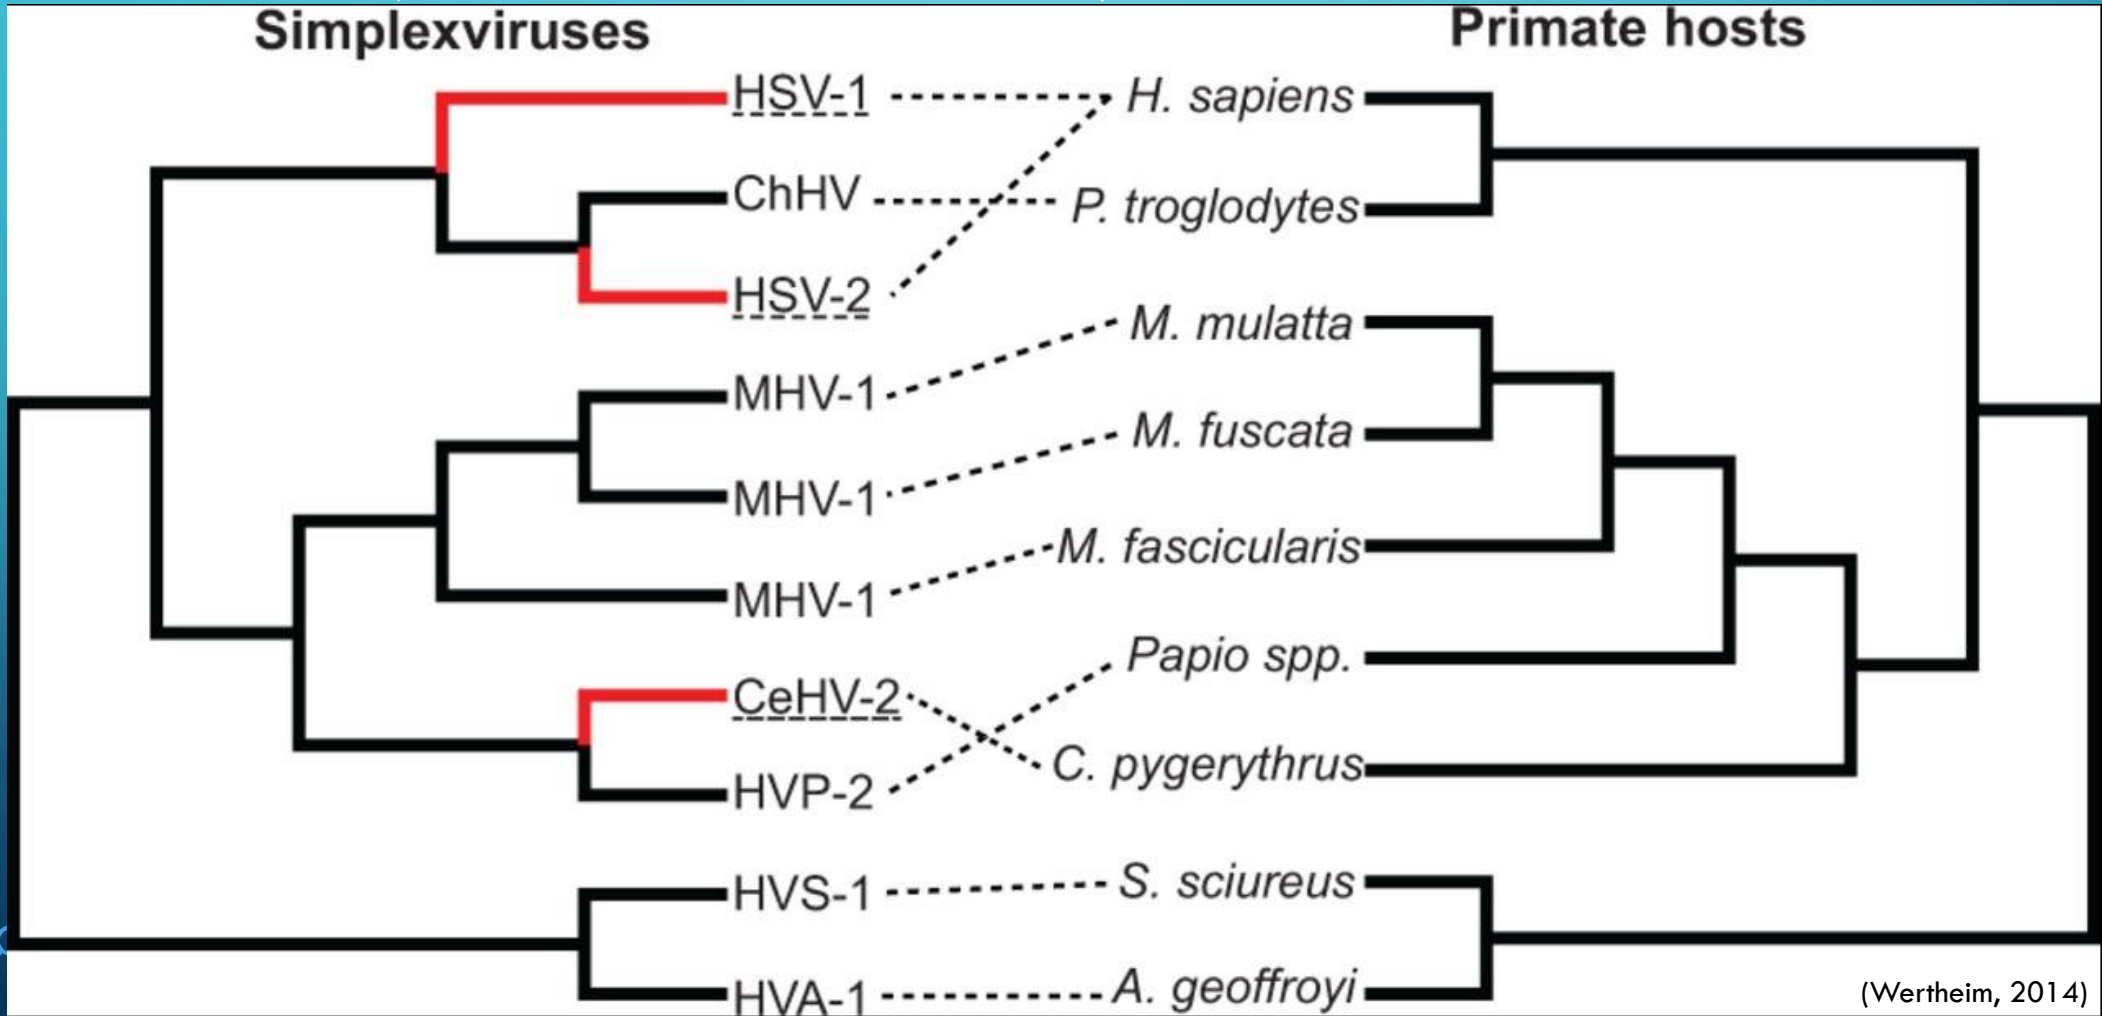 Simplexviruses
Primate hosts
HSV-1
ChHV
HSV-2
MHV-1
MHV-1
MHV-1
CeHV-2
HVP-2
HVS-1
HVA-1
H. sapiens
P. troglodytes
M. mulatta
M. fuscata
M. fascicularis
Papio spp.
C. pygerythrus
S. sciureus
A. geoffroyi
(Wertheim, 2014)